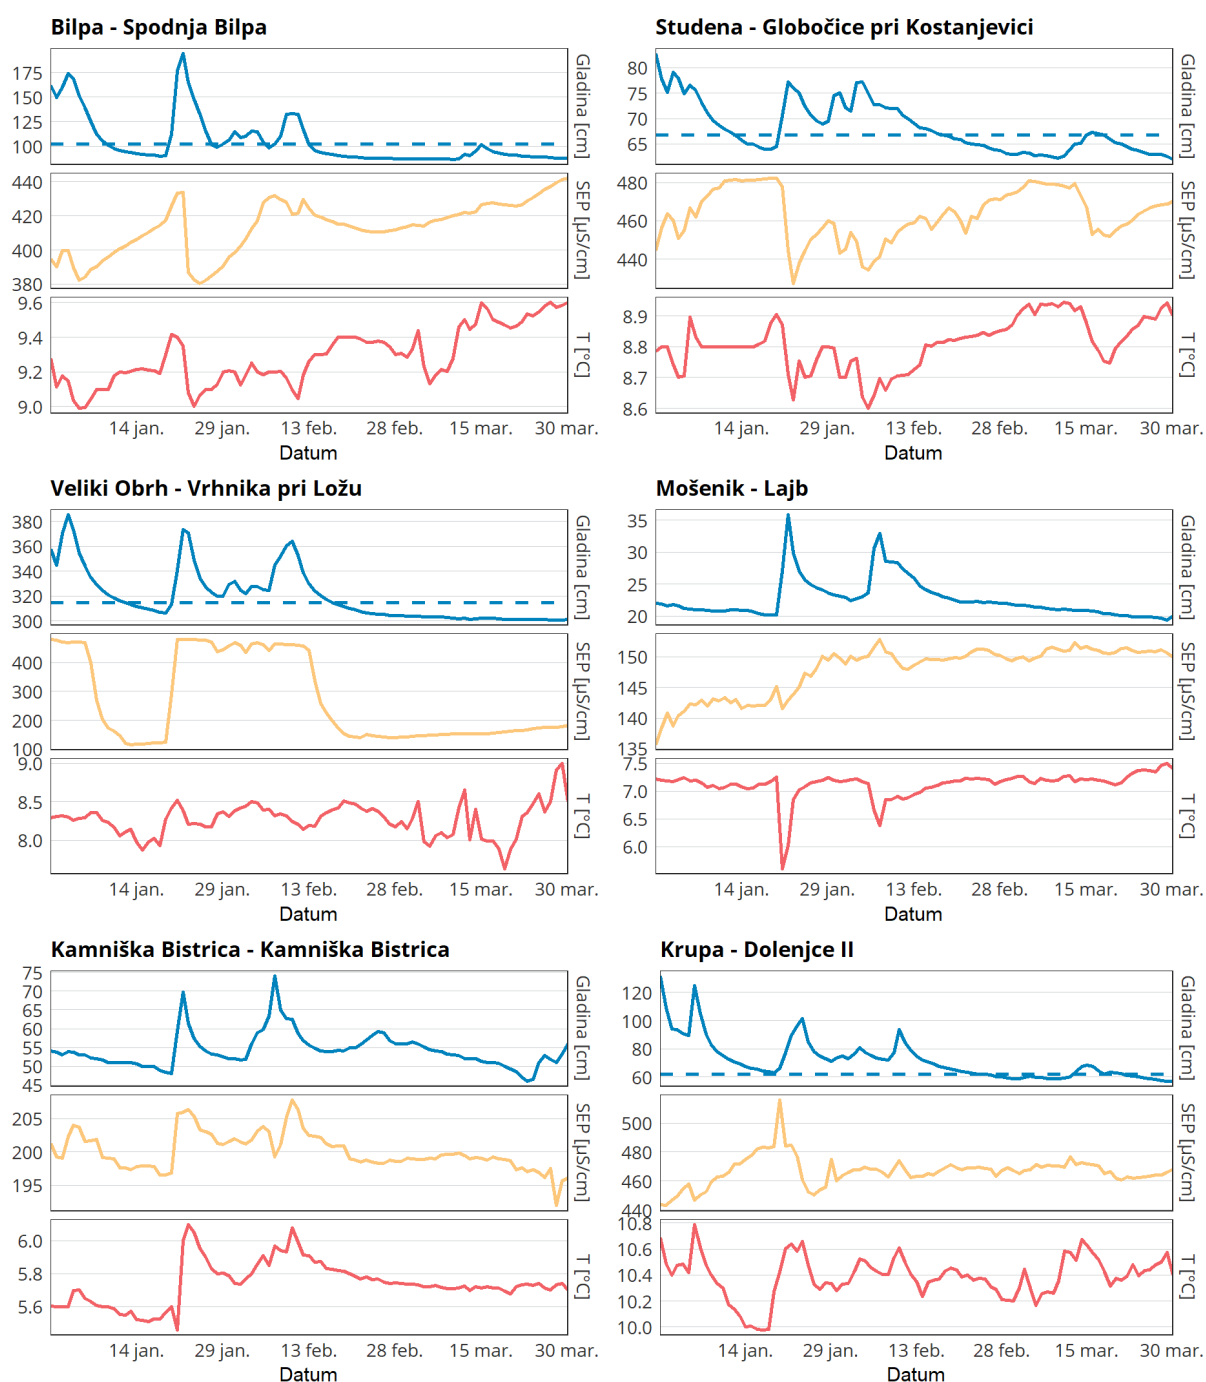 Bilpa - Spodnja Bilpa
175
150
125
100
Gladina [cm]
440
420
400
380
SEP [µS/cm]
9.6
9.4
9.2
9.0
T [°C]
14 jan. 29 jan. 13 feb. 28 feb. 15 mar. 30 mar.
Datum
Studena - Globočice pri Kostanjevici
80
75
70
65
Gladina [cm]
480
460
440
SEP [µS/cm]
8.9
8.8
8.7
8.6
T [°C]
14 jan. 29 jan. 13 feb. 28 feb. 15 mar. 30 mar.
Datum
Veliki Obrh - Vrhnika pri Ložu
380
360
340
320
300
Gladina [cm]
400
300
200
100
SEP [µS/cm]
9.0
8.5
8.0
T [°C]
14 jan. 29 jan. 13 feb. 28 feb. 15 mar. 30 mar.
Datum
Mošenik - Lajb
35
30
25
20
Gladina [cm]
150
145
140
135
SEP [µS/cm]
7.5
7.0
6.5
6.0
T [°C]
14 jan. 29 jan. 13 feb. 28 feb. 15 mar. 30 mar.
Datum
Kamniška Bistrica - Kamniška Bistrica
75
70
65
60
55
50
45
Gladina [cm]
205
200
195
SEP [µS/cm]
6.0
5.8
5.6
T [°C]
14 jan. 29 jan. 13 feb. 28 feb. 15 mar. 30 mar.
Datum
Krupa - Dolenjce II
120
100
80
60
Gladina [cm]
500
480
460
440
SEP [µS/cm]
10.8
10.6
10.4
10.2
10.0
T [°C]
14 jan. 29 jan. 13 feb. 28 feb. 15 mar. 30 mar.
Datum